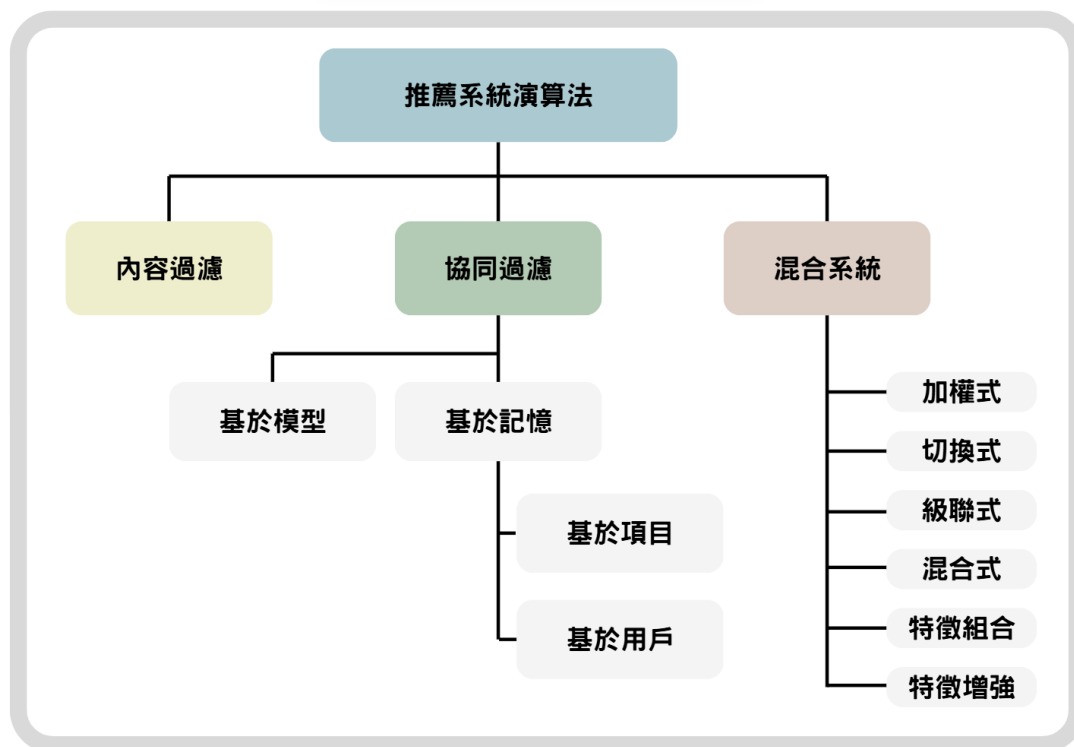 推薦系統演算法
內容過濾
協同過濾
混合系統
基於模型
基於記憶
基於項目
基於用戶
加權式
切換式
級聯式
混合式
特徵組合
特徵增強